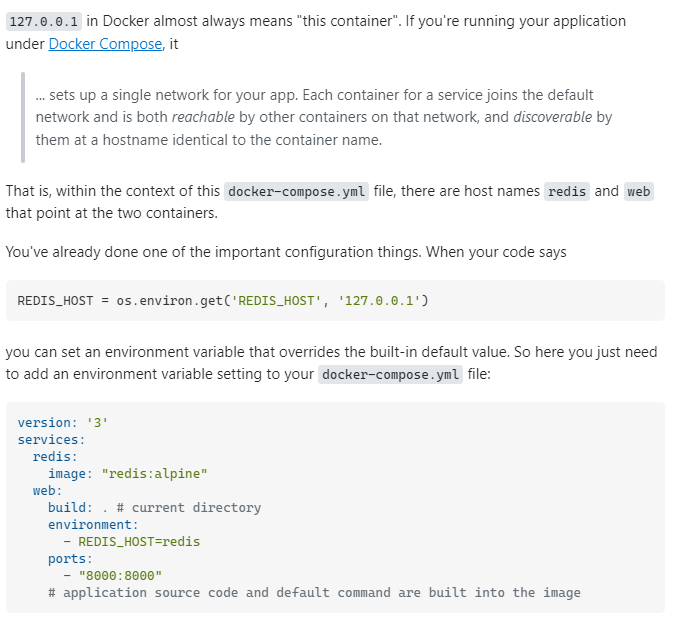 127.0.0.1 in Docker almost always means "this container". If you're running your application
under Docker Compose, it
... sets up a single network for your app. Each container for a service joins the default
network and is both reachable by other containers on that network, and discoverable by
them at a hostname identical to the container name.
That is, within the context of this docker-compose.yml file, there are host names redis and web
that point at the two containers.
You've already done one of the important configuration things. When your code says
REDIS_HOST = os.environ.get('REDIS_HOST', '127.0.0.1')
you can set an environment variable that overrides the built-in default value. So here you just need
to add an environment variable setting to your docker-compose.yml file:
version: '3'
services:
  redis:
    image: "redis:alpine"
  web:
    build: . # current directory
    environment:
      - REDIS_HOST=redis
    ports:
      - "8000:8000"
    # application source code and default command are built into the image